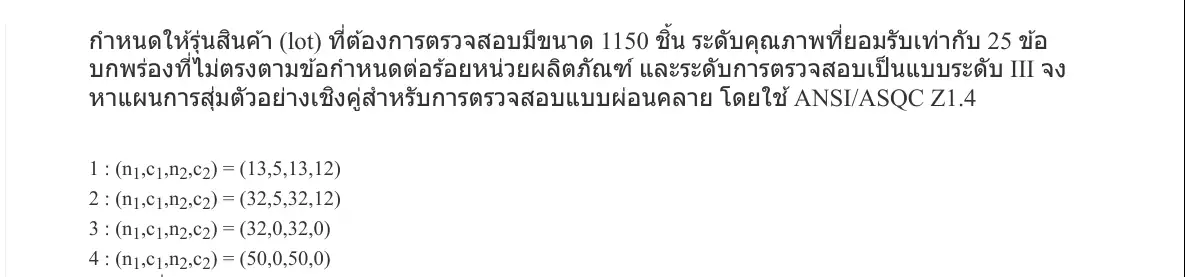 กำหนดให้รุ่นสินค้า (lot) ที่ต้องการตรวจสอบมีขนาด 1150 ชิ้น ระดับคุณภาพที่ยอมรับเท่ากับ 25 ข้อ
บกพร่องที่ไม่ตรงตามข้อกำหนดต่อร้อยหน่วยผลิตภัณฑ์ และระดับการตรวจสอบเป็นแบบระดับ III จง
หาแผนการสุ่มตัวอย่างเชิงคู่สำหรับการตรวจสอบแบบผ่อนคลาย โดยใช้ ANSI/ASQC Z1.4
1 : (n1,c1,n2,c2) = (13,5,13,12)
2 : (n1,c1,n2,c2) = (32,5,32,12)
3 : (n1,c1,n2,c2) = (32,0,32,0)
4 : (n1,c1,n2,c2) = (50,0,50,0)